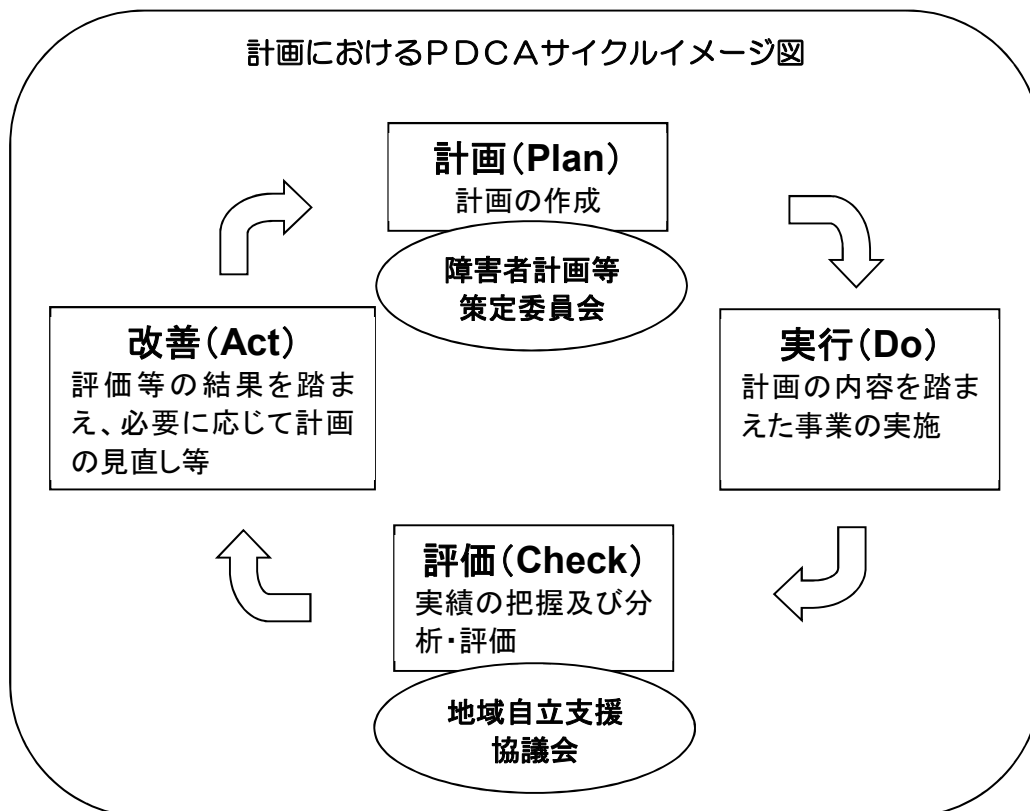 計画におけるPDCAサイクルイメージ図
計画(Plan)
計画の作成
障害者計画等
策定委員会
実行(Do)
計画の内容を踏ま
えた事業の実施
評価(Check)
実績の把握及び分
析・評価
地域自立支援
協議会
改善(Act)
評価等の結果を踏ま
え、必要に応じて計画
の見直し等